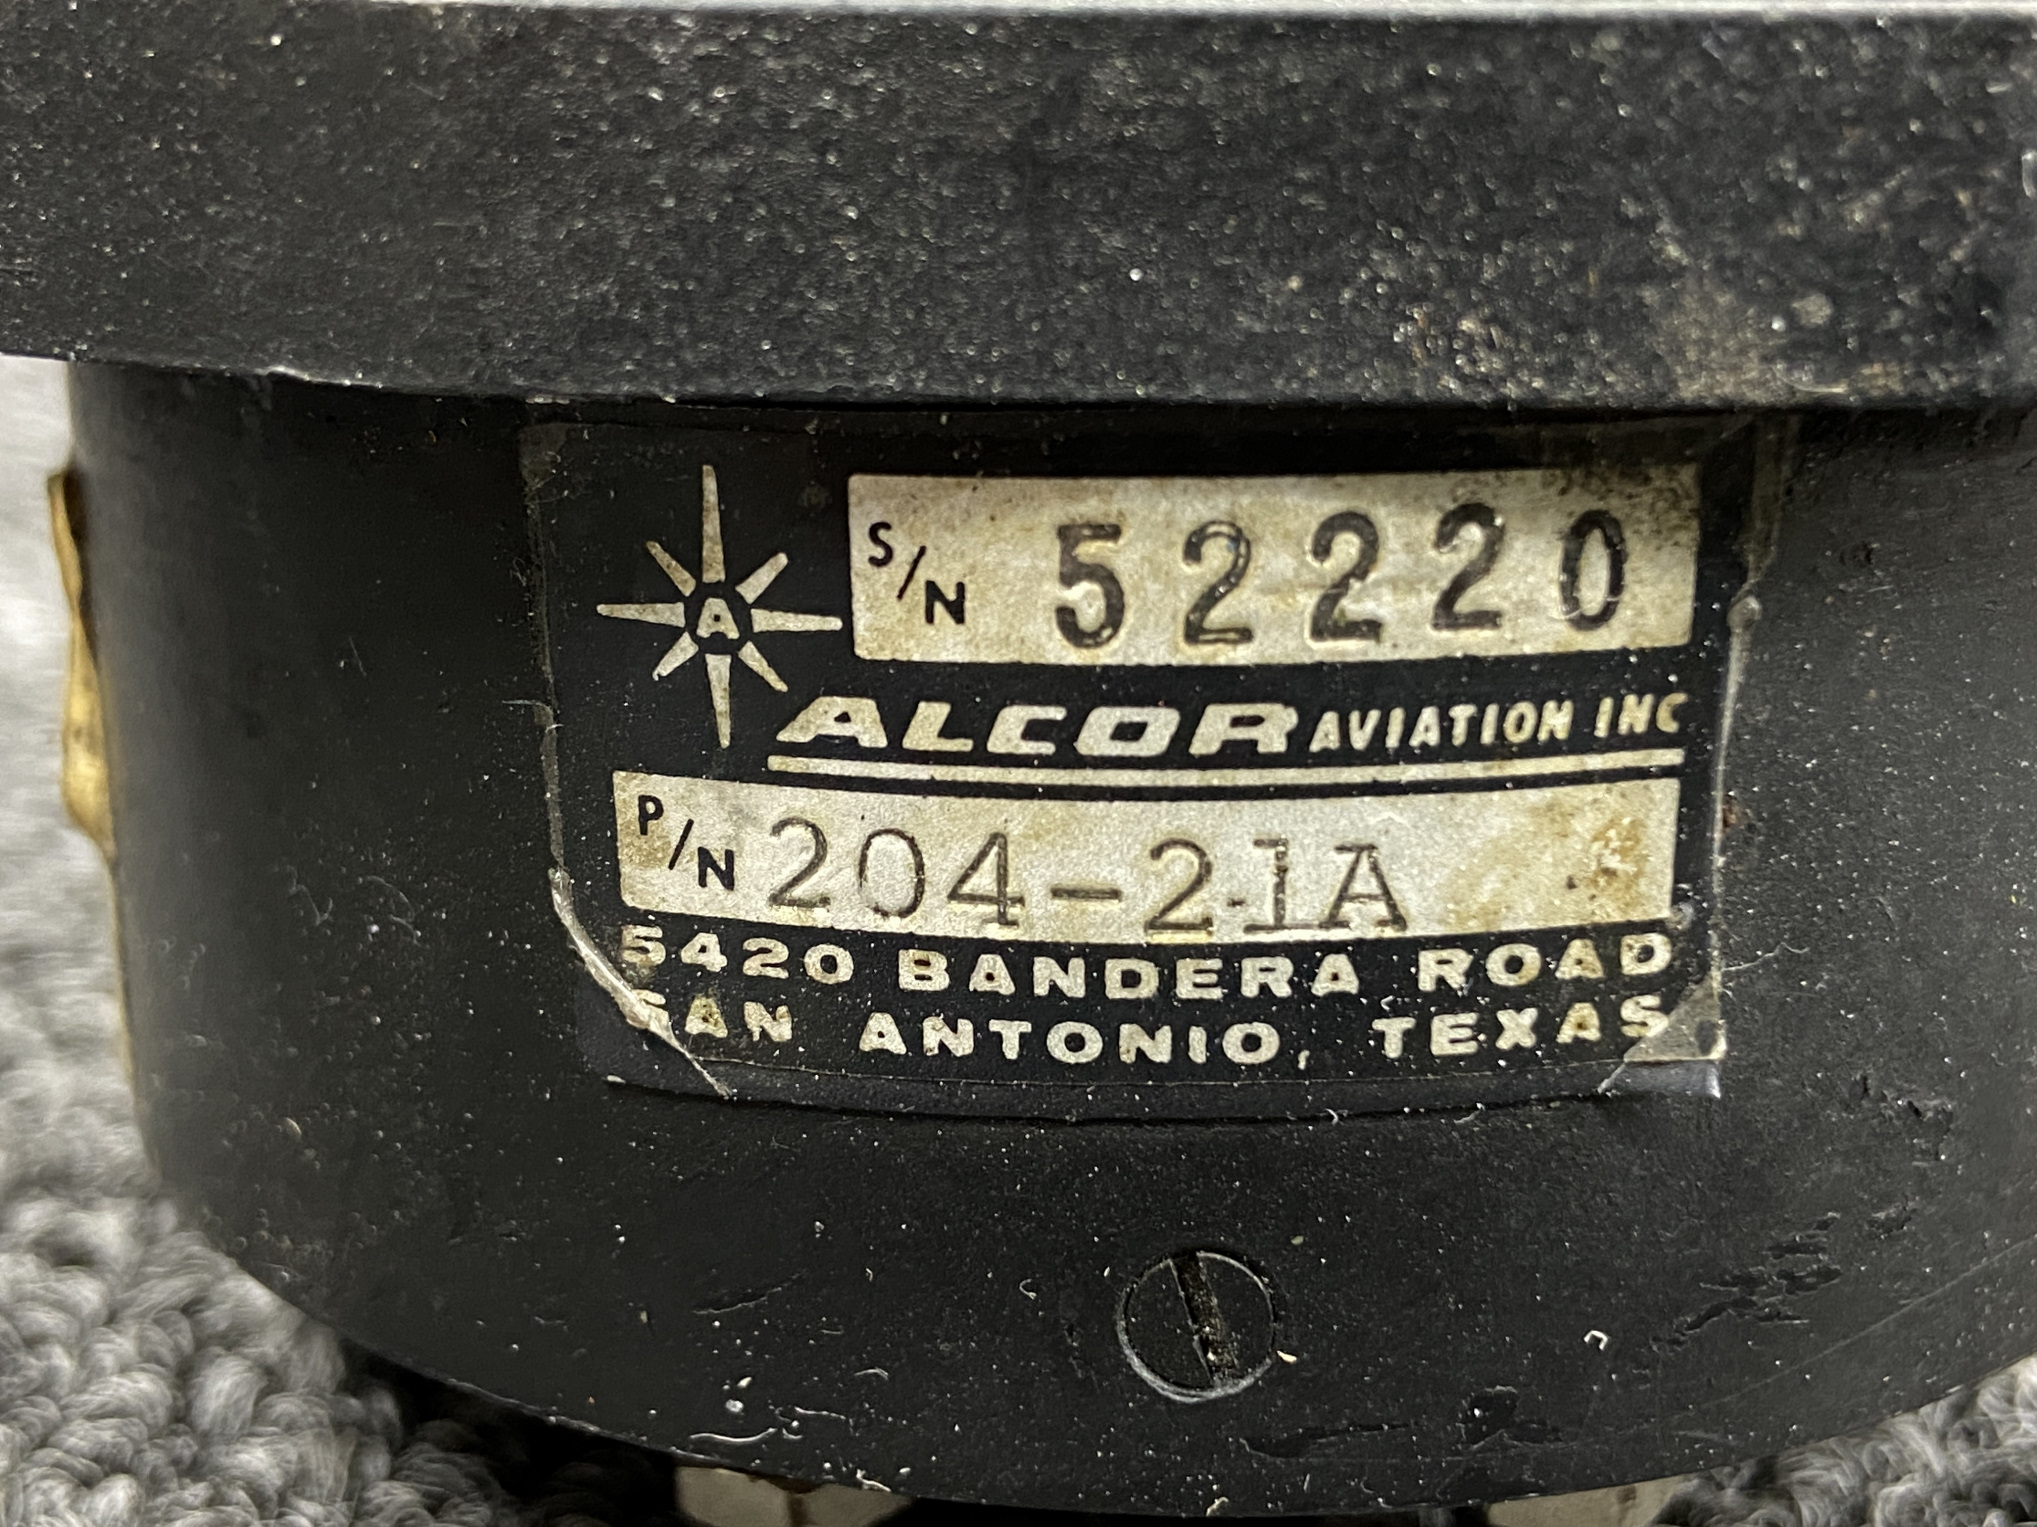 A
S/N 52220
ALCOR AVIATION INC
P/N 204-21A
5420 BANDERA ROAD
SAN ANTONIO, TEXAS